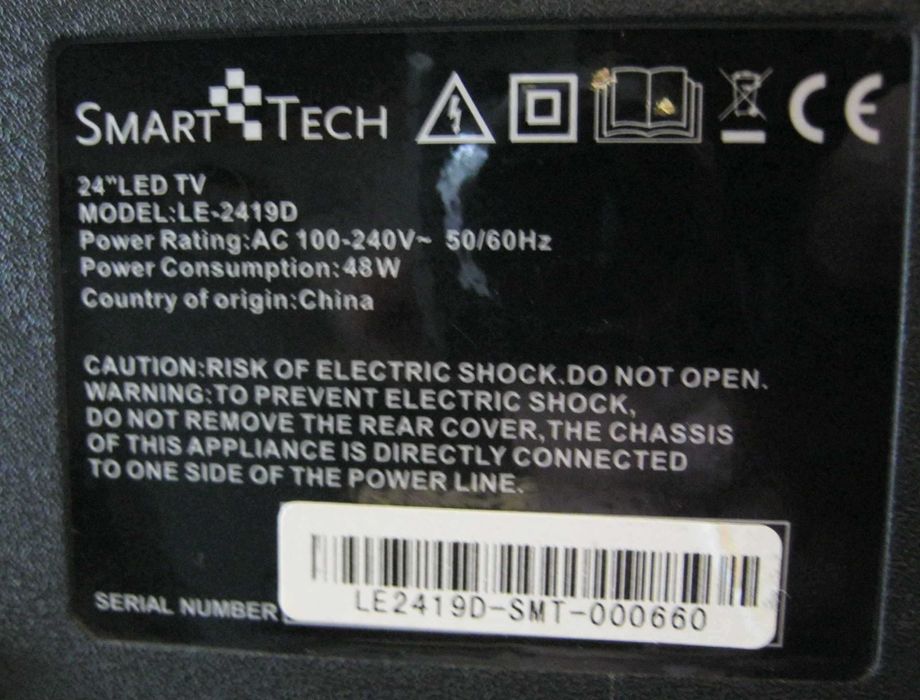 SMART TECH
CE
24"LED TV
MODEL:LE-2419D
Power Rating:AC 100-240V~ 50/60Hz
Power Consumption:48W
Country of origin:China
CAUTION:RISK OF ELECTRIC SHOCK.DO NOT OPEN.
WARNING:TO PREVENT ELECTRIC SHOCK,
DO NOT REMOVE THE REAR COVER,THE CHASSIS
OF THIS APPLIANCE IS DIRECTLY CONNECTED
TO ONE SIDE OF THE POWER LINE.
SERIAL NUMBER
LE2419D-SMT-000660